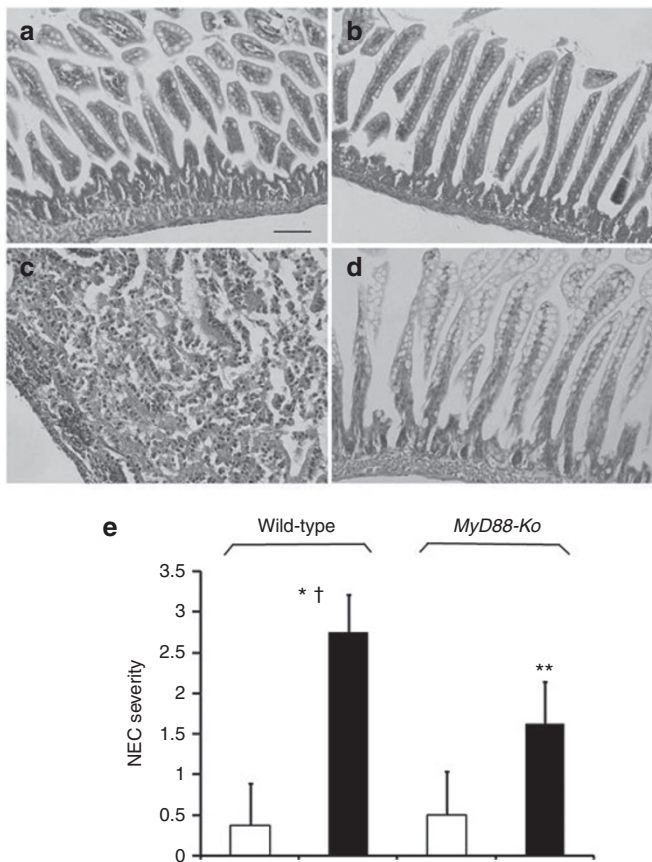 a
b
c
d
e
Wild-type
MyD88-Ko
3.5
* †
3
2.5
**
2
1.5
1
0.5
0
NEC severity